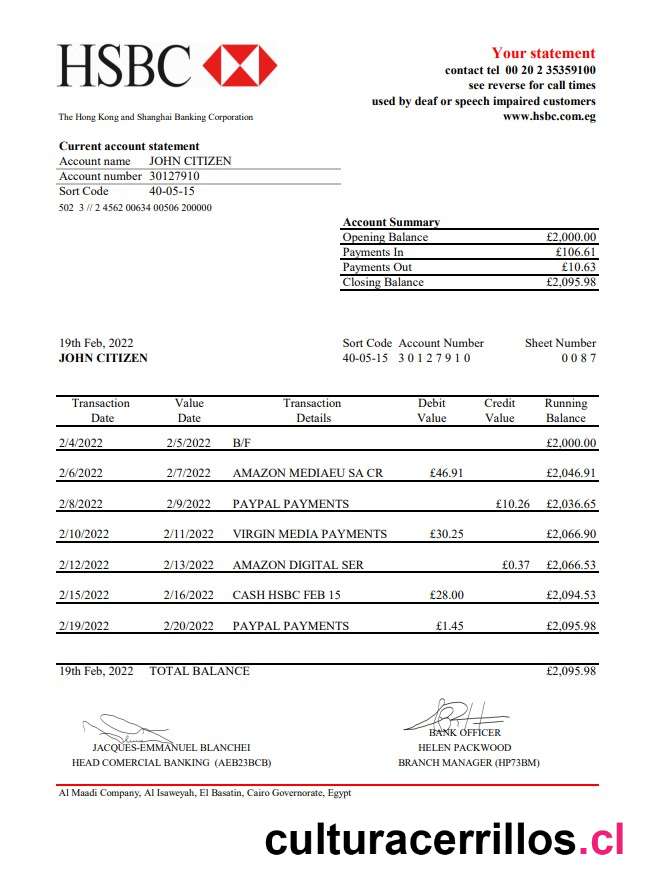 HSBC
The Hong Kong and Shanghai Banking Corporation
Your statement
contact tel 00 20 2 35359100
see reverse for call times
used by deaf or speech impaired customers
www.hsbc.com.eg
Current account statement
Account name JOHN CITIZEN
Account number 30127910
Sort Code 40-05-15
502 3 // 2 4562 00634 00506 200000
Account Summary
Opening Balance £2,000.00
Payments In £106.61
Payments Out £10.63
Closing Balance £2,095.98
19th Feb, 2022 Sort Code Account Number Sheet Number
JOHN CITIZEN 40-05-15 3 0 1 2 7 9 1 0 0 0 8 7
Transaction Value Transaction Debit Credit Running
Date Date Details Value Value Balance
2/4/2022 2/5/2022 B/F £2,000.00
2/6/2022 2/7/2022 AMAZON MEDIAEU SA CR £46.91 £2,046.91
2/8/2022 2/9/2022 PAYPAL PAYMENTS £10.26 £2,036.65
2/10/2022 2/11/2022 VIRGIN MEDIA PAYMENTS £30.25 £2,066.90
2/12/2022 2/13/2022 AMAZON DIGITAL SER £0.37 £2,066.53
2/15/2022 2/16/2022 CASH HSBC FEB 15 £28.00 £2,094.53
2/19/2022 2/20/2022 PAYPAL PAYMENTS £1.45 £2,095.98
19th Feb, 2022 TOTAL BALANCE £2,095.98
BANK OFFICER
JACQUES-EMMANUEL BLANCHEI HELEN PACKWOOD
HEAD COMERCIAL BANKING (AEB23BCB) BRANCH MANAGER (HP73BM)
Al Maadi Company, Al Isaweyah, El Basatin, Cairo Governorate, Egypt
culturacerrillos.cl